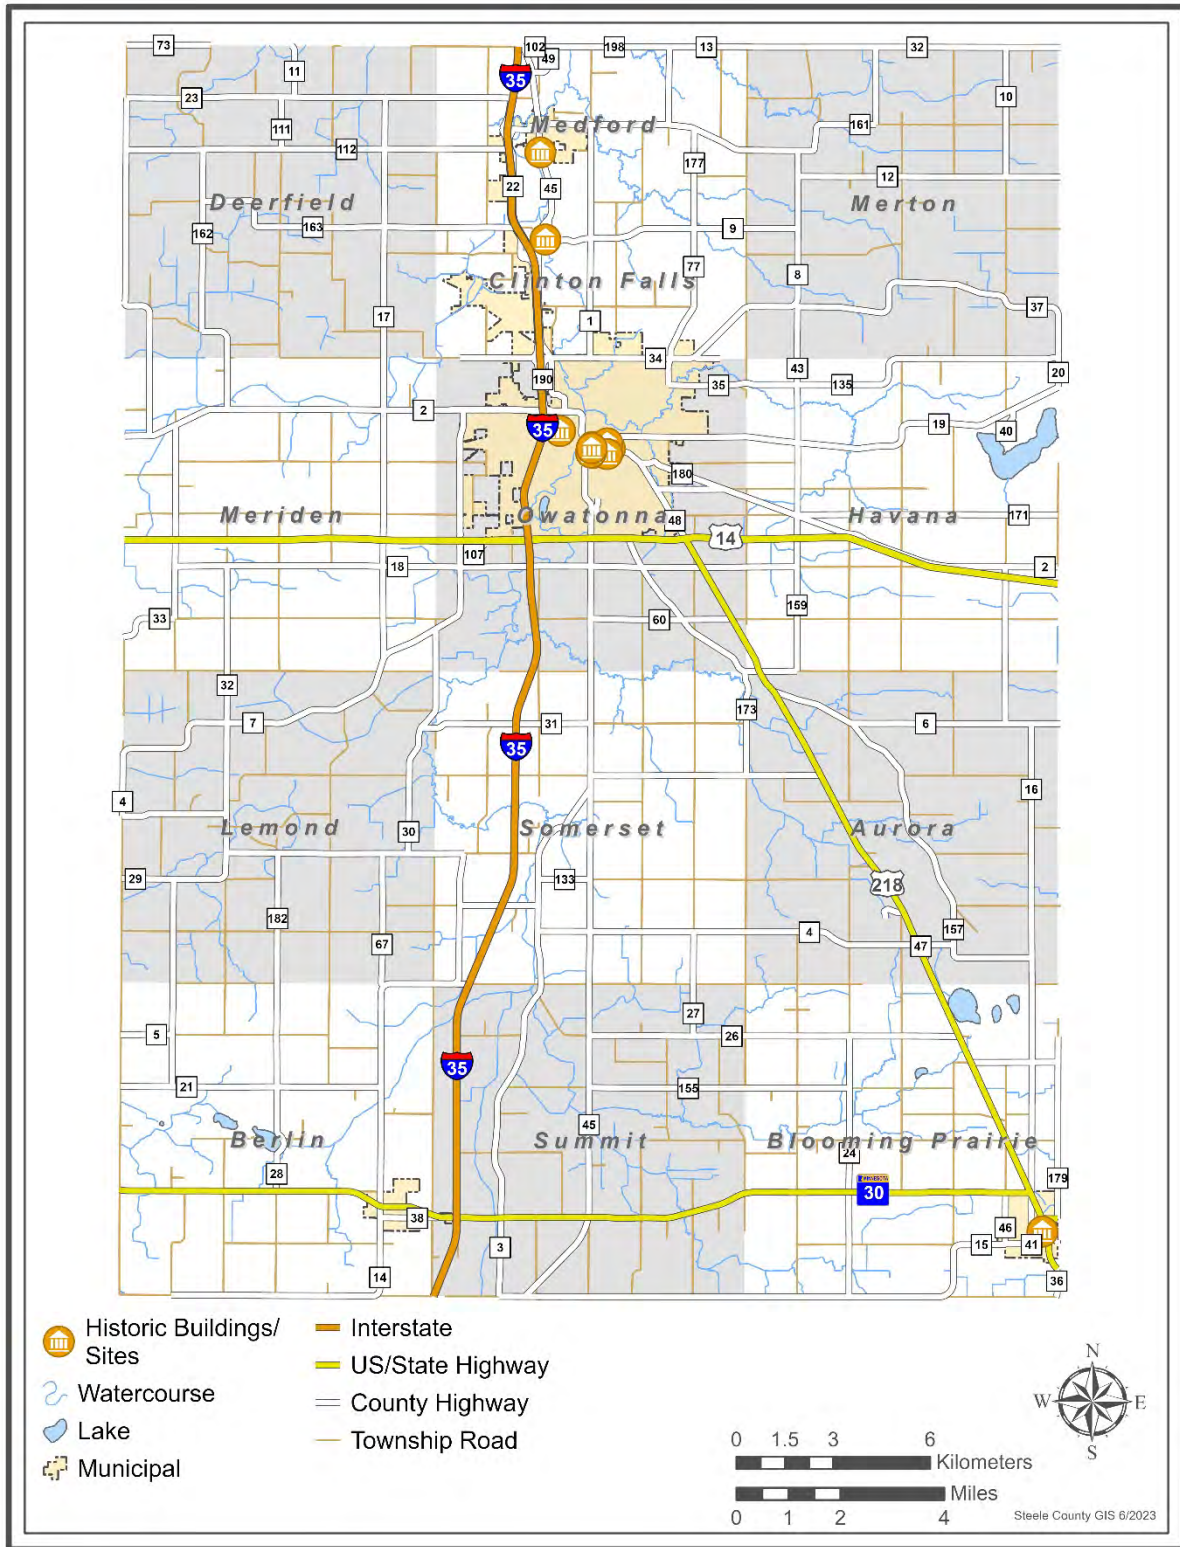 73
102
198
13
32
49
11
35
23
10
111
Medford
161
112
177
22
45
12
Deerfield
Merton
162
163
9
77
8
Clinton Falls
37
17
1
34
43
20
190
35
135
2
19
40
35
180
Meriden
Owatonna
48
Havana
171
14
107
18
2
159
33
60
32
173
7
31
6
35
16
4
Lemond
30
Somerset
Aurora
29
133
218
182
157
67
4
47
27
5
26
35
21
155
45
Berlin
Summit
Blooming Prairie
24
28
179
MINNESOTA
30
38
46
3
15
41
14
36
Historic Buildings/
Sites
Watercourse
Lake
Municipal
Interstate
US/State Highway
County Highway
Township Road
N
W
E
S
0 1.5 3 6
Kilometers
Miles
0 1 2 4
Steele County GIS 6/2023